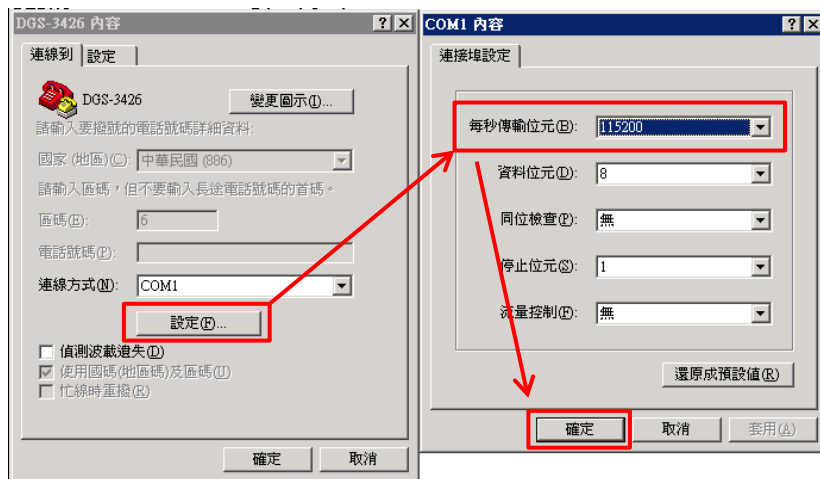 DGS-3426 內容
連線到 設定
DGS-3426 變更圖示(I)...
請輸入要撥號的電話號碼詳細資料:
國家 (地區)(C): 中華民國 (886)
請輸入區碼，但不要輸入長途電話號碼的首碼。
區碼(E): 6
電話號碼(P):
連線方式(N): COM1
設定(F)...
偵測波載遺失(D)
使用國碼(地區碼)及區碼(U)
忙線時重撥(R)
確定 取消
COM1 內容
連接埠設定
每秒傳輸位元(B): 115200
資料位元(D): 8
同位檢查(P): 無
停止位元(S): 1
流量控制(F): 無
還原成預設值(R)
確定 取消 套用(A)